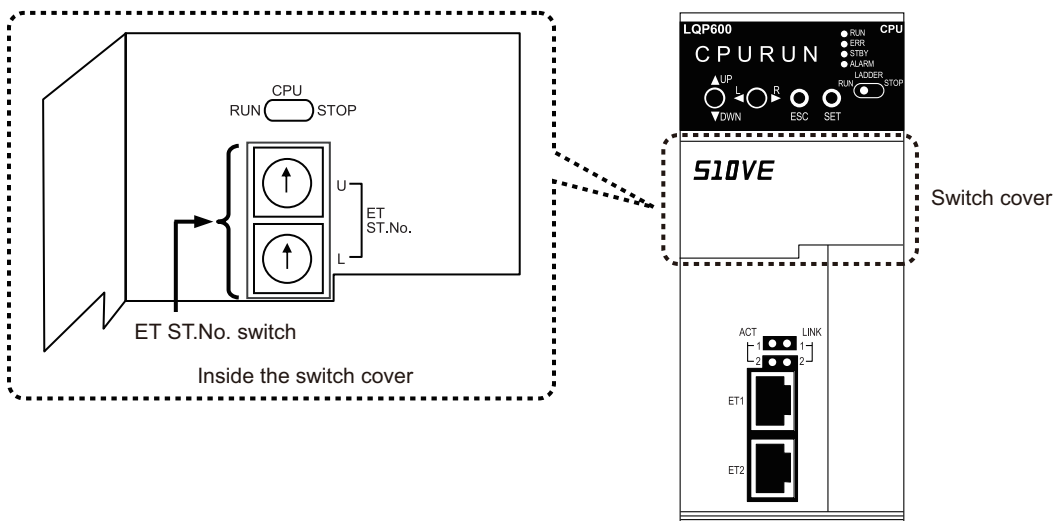 CPU
RUN STOP
U
ET
ST.No.
L
ET ST.No. switch
Inside the switch cover
LQP600 CPU
CPURUN
RUN
ERR
STBY
ALARM
LADDER
RUN STOP
▲UP
L◄ ►R
▼DWN ESC SET
S10VE
Switch cover
ACT LINK
1 1
2 2
ET1
ET2